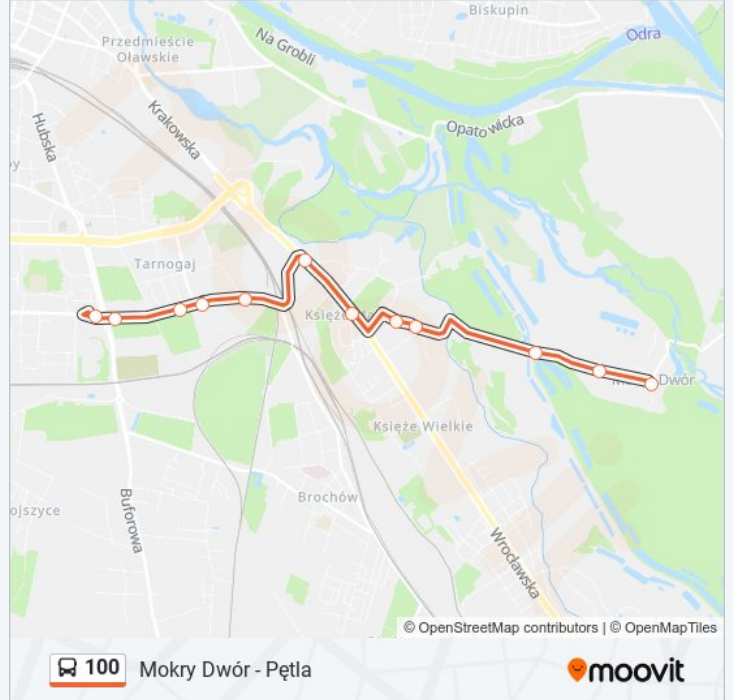 Biskupin
Odra
Przedmieście
Oławskie
Na Grobli
Krakowska
Hubska
Opatowicka
Tarnogaj
Dwór
Księże Wielkie
Brochów
Buforowa
Wrocławska
© OpenStreetMap contributors | © OpenMapTiles
100 Mokry Dwór - Pętla
moovit